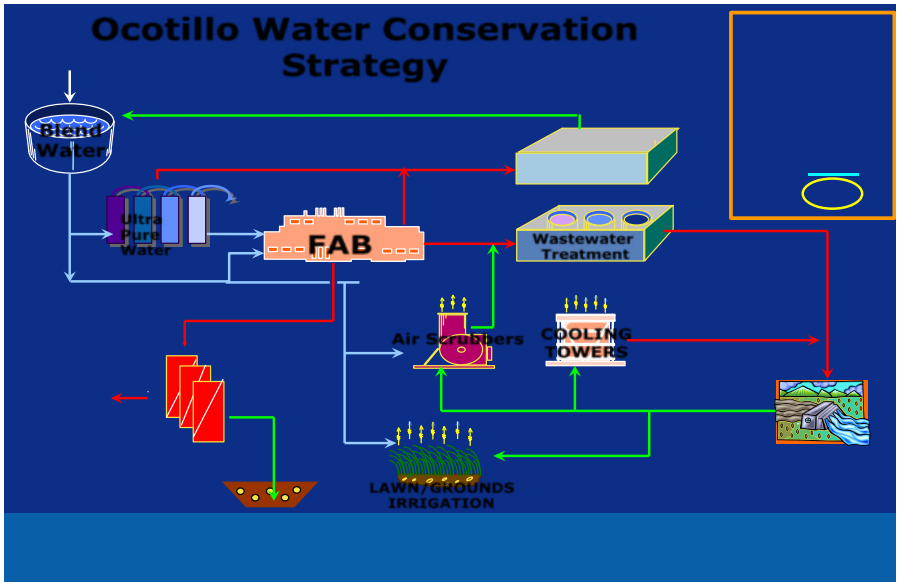 Ocotillo Water Conservation
Strategy
Blend
Water
Ultra
Pure
Water
FAB
Wastewater
Treatment
Air Scrubbers
COOLING
TOWERS
LAWN/GROUNDS
IRRIGATION